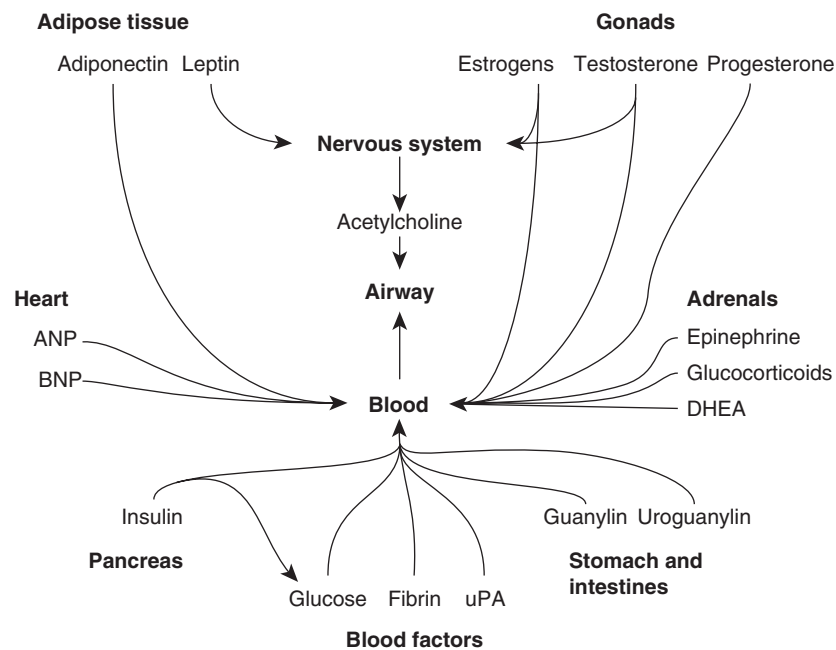 Adipose tissue
Gonads
Adiponectin Leptin
Estrogens Testosterone Progesterone
Nervous system
Acetylcholine
Airway
Heart
Adrenals
ANP
Epinephrine
BNP
Glucocorticoids
Blood
DHEA
Insulin
Guanylin Uroguanylin
Pancreas
Stomach and
intestines
Glucose Fibrin uPA
Blood factors